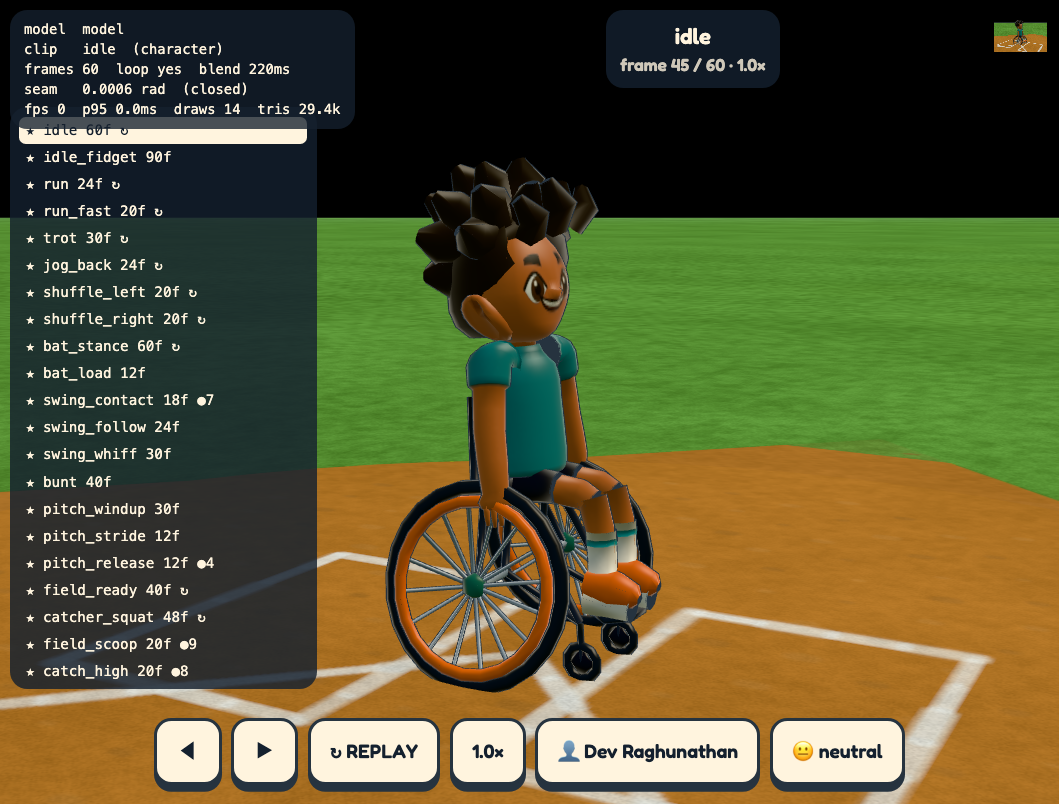 model  model
clip   idle  (character)
frames 60  loop yes  blend 220ms
seam   0.0006 rad  (closed)
fps 0  p95 0.0ms  draws 14  tris 29.4k
★ idle 60f ↻
★ idle_fidget 90f
★ run 24f ↻
★ run_fast 20f ↻
★ trot 30f ↻
★ jog_back 24f ↻
★ shuffle_left 20f ↻
★ shuffle_right 20f ↻
★ bat_stance 60f ↻
★ bat_load 12f
★ swing_contact 18f ●7
★ swing_follow 24f
★ swing_whiff 30f
★ bunt 40f
★ pitch_windup 30f
★ pitch_stride 12f
★ pitch_release 12f ●4
★ field_ready 40f ↻
★ catcher_squat 48f ↻
★ field_scoop 20f ●9
★ catch_high 20f ●8
idle
frame 45 / 60 · 1.0×
◀ ▶ ↻ REPLAY 1.0× 👤 Dev Raghunathan 😐 neutral